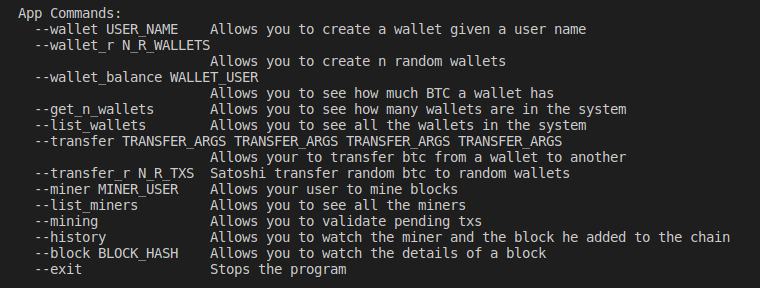 App Commands:
--wallet USER_NAME    Allows you to create a wallet given a user name
--wallet_r N_R_WALLETS
Allows you to create n random wallets
--wallet_balance WALLET_USER
Allows you to see how much BTC a wallet has
--get_n_wallets       Allows you to see how many wallets are in the system
--list_wallets        Allows you to see all the wallets in the system
--transfer TRANSFER_ARGS TRANSFER_ARGS TRANSFER_ARGS TRANSFER_ARGS
Allows your to transfer btc from a wallet to another
--transfer_r N_R_TXS  Satoshi transfer random btc to random wallets
--miner MINER_USER    Allows your user to mine blocks
--list_miners         Allows you to see all the miners
--mining              Allows you to validate pending txs
--history             Allows you to watch the miner and the block he added to the chain
--block BLOCK_HASH    Allows you to watch the details of a block
--exit                Stops the program